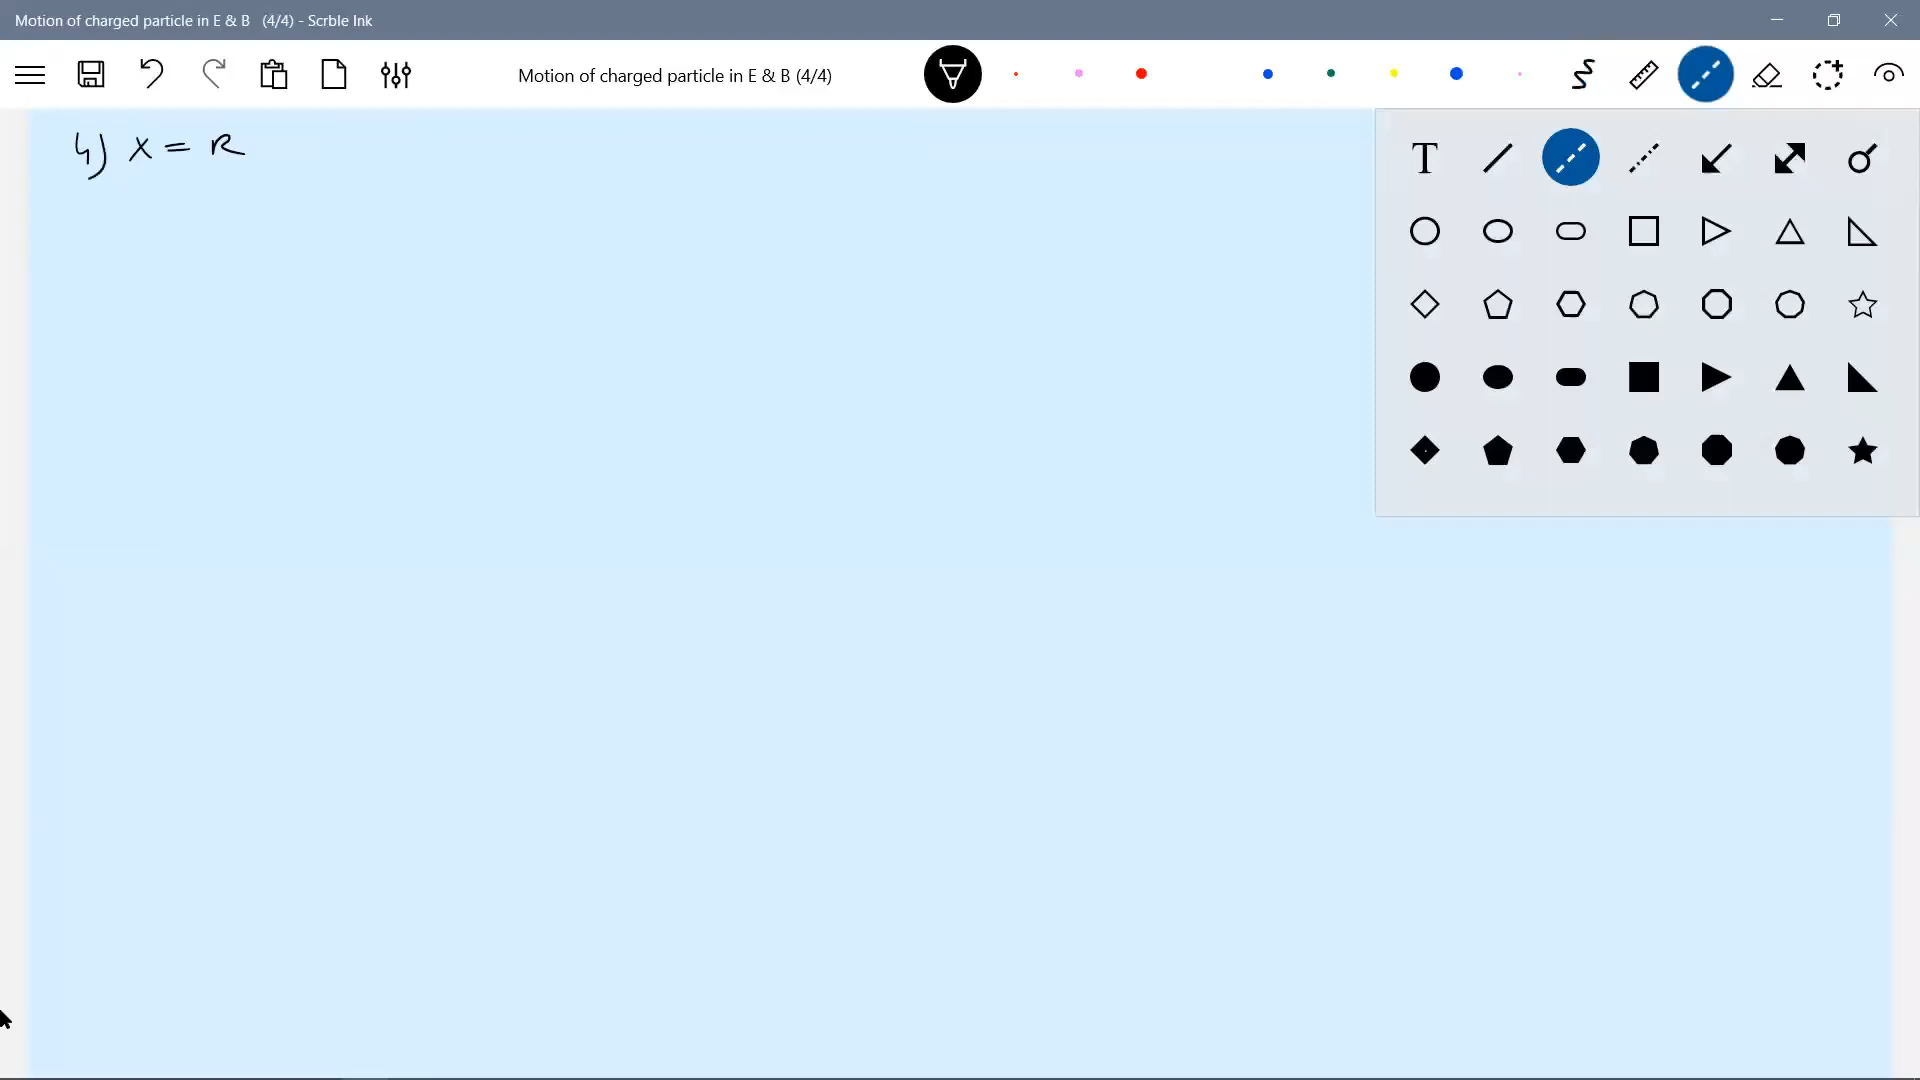 Motion of charged particle in E & B (4/4) - Scrble Ink
Motion of charged particle in E & B (4/4)
T
4) x = R